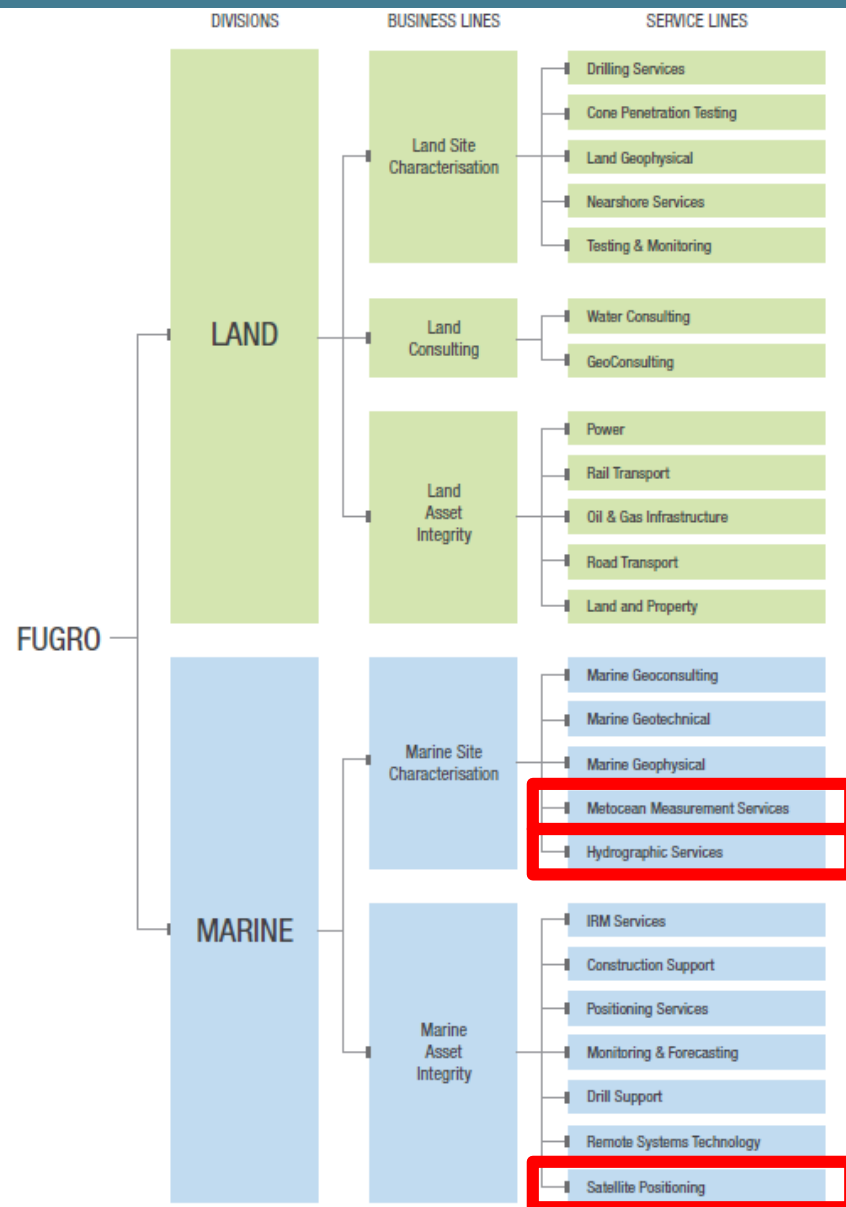 DIVISIONS BUSINESS LINES SERVICE LINES
FUGRO
LAND
Land Site
Characterisation
Drilling Services
Cone Penetration Testing
Land Geophysical
Nearshore Services
Testing & Monitoring
Land
Consulting
Water Consulting
GeoConsulting
Land
Asset
Integrity
Power
Rail Transport
Oil & Gas Infrastructure
Road Transport
Land and Property
MARINE
Marine Site
Characterisation
Marine Geoconsulting
Marine Geotechnical
Marine Geophysical
Metocean Measurement Services
Hydrographic Services
Marine
Asset
Integrity
IRM Services
Construction Support
Positioning Services
Monitoring & Forecasting
Drill Support
Remote Systems Technology
Satellite Positioning